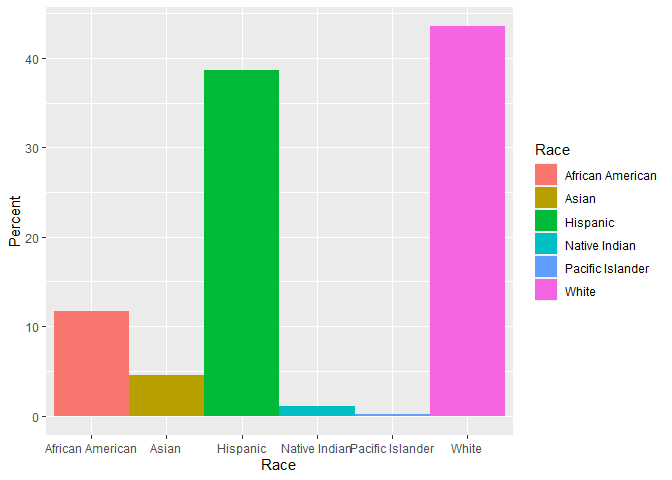 40
30
20
10
0
Percent
African American
Asian
Hispanic
Native Indian
Pacific Islander
White
Race
Race
African American
Asian
Hispanic
Native Indian
Pacific Islander
White